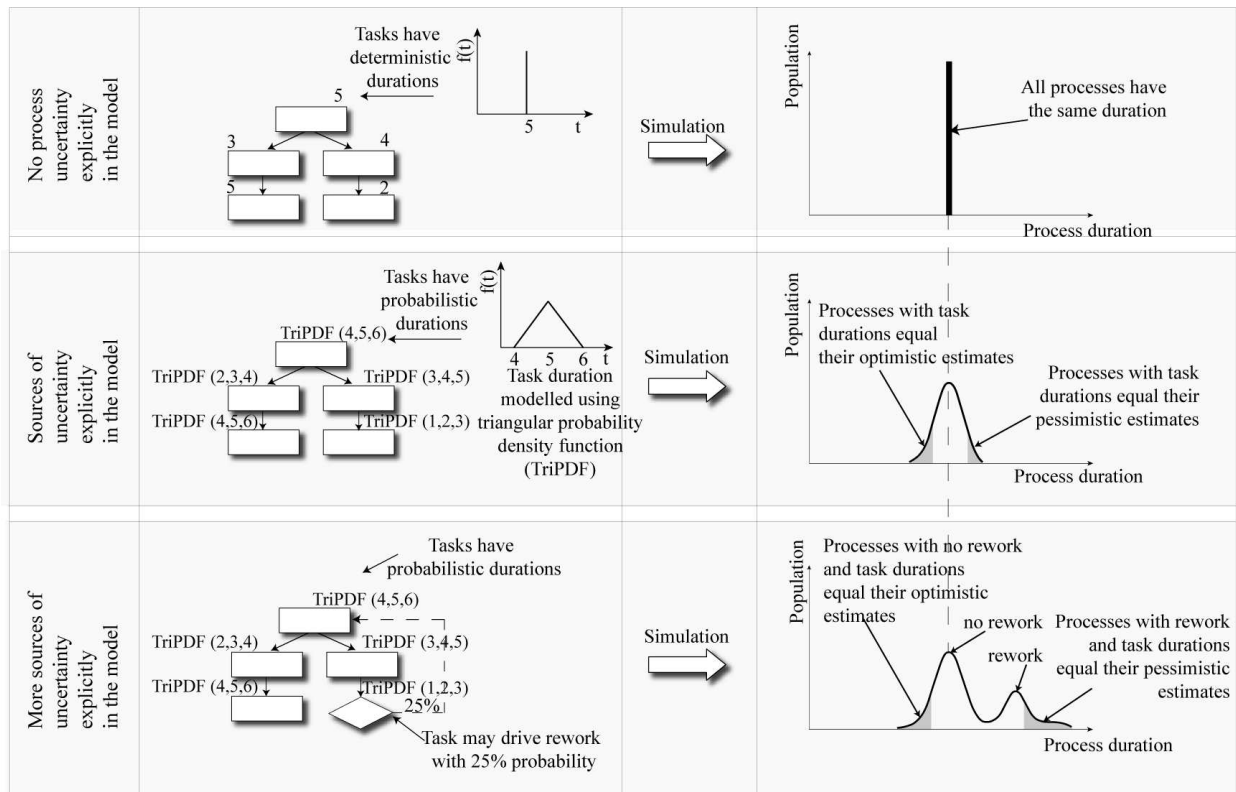 No process
uncertainty
explicitly
in the model
Tasks have
deterministic
durations
f(t)
5
t
5
3
4
5
2
Simulation
Population
All processes have
the same duration
Process duration
Sources of
uncertainty
explicitly
in the model
Tasks have
probabilistic
durations
f(t)
4 5 6 t
Task duration
modelled using
triangular probability
density function
(TriPDF)
TriPDF (4,5,6)
TriPDF (2,3,4)
TriPDF (3,4,5)
TriPDF (4,5,6)
TriPDF (1,2,3)
Simulation
Population
Processes with task
durations equal
their optimistic estimates
Processes with task
durations equal their
pessimistic estimates
Process duration
More sources of
uncertainty
explicitly
in the model
Tasks have
probabilistic durations
TriPDF (4,5,6)
TriPDF (2,3,4)
TriPDF (3,4,5)
TriPDF (4,5,6)
TriPDF (1,2,3)
25%
Task may drive rework
with 25% probability
Simulation
Population
Processes with no rework
and task durations
equal their optimistic
estimates
no rework
rework
Processes with rework
and task durations
equal their pessimistic
estimates
Process duration